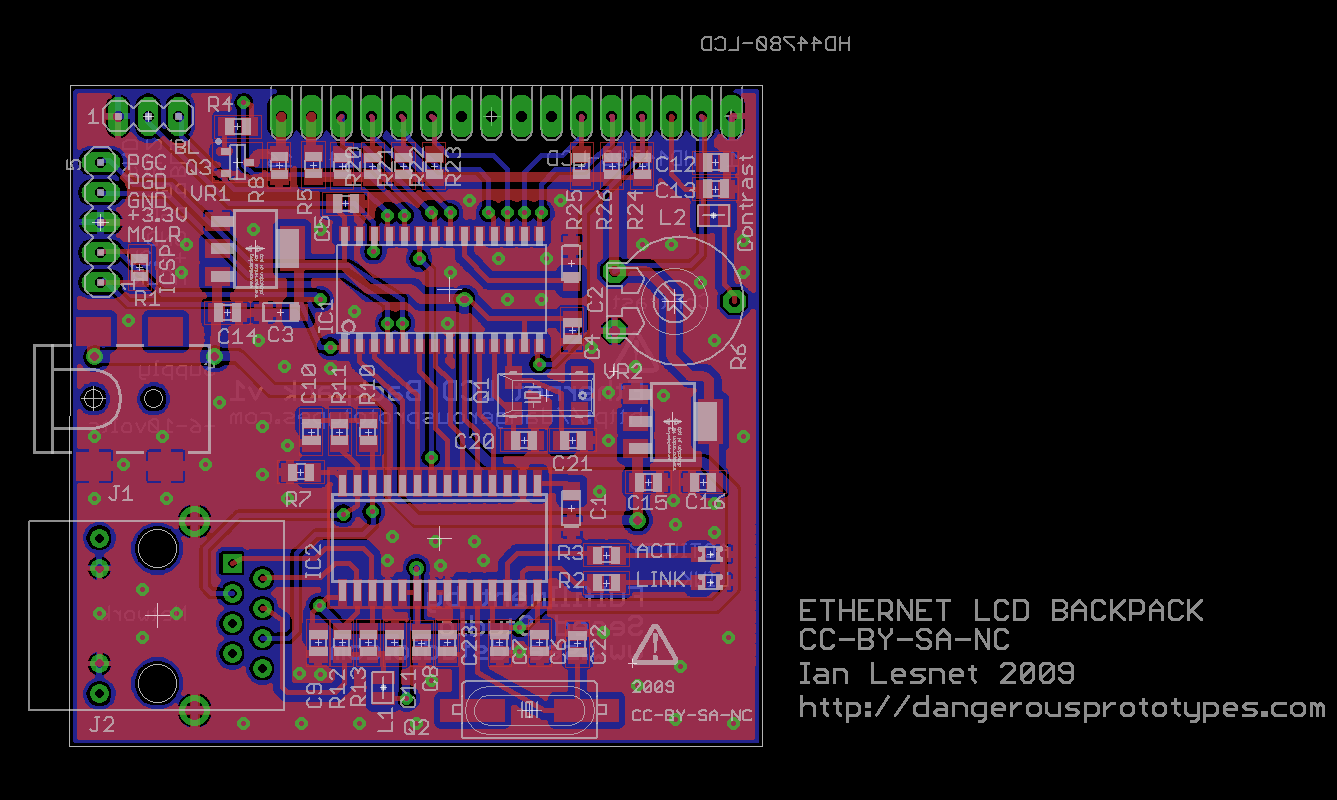 HD44780-LCD
R4
1
BL
5
PGC
Q3
PGD
GND
VR1
+3.3V
MCLR
ICSP
1
R1
R8
R5
R20
R21
R22
R23
C5
R25
R26
R24
C12
C13
L2
Contrast
C14
C3
IC1
C2
C4
R6
VR2
Supply
Q1
C10
R11
R10
C20
C21
J1
R7
C1
C15
C16
IC2
R3
ACT
R2
LINK
C9
R12
R13
L1
C11
C8
C23
C7
C6
C22
Q2
J2
2009
CC-BY-SA-NC
ETHERNET LCD BACKPACK
CC-BY-SA-NC
Ian Lesnet 2009
http://dangerousprototypes.com